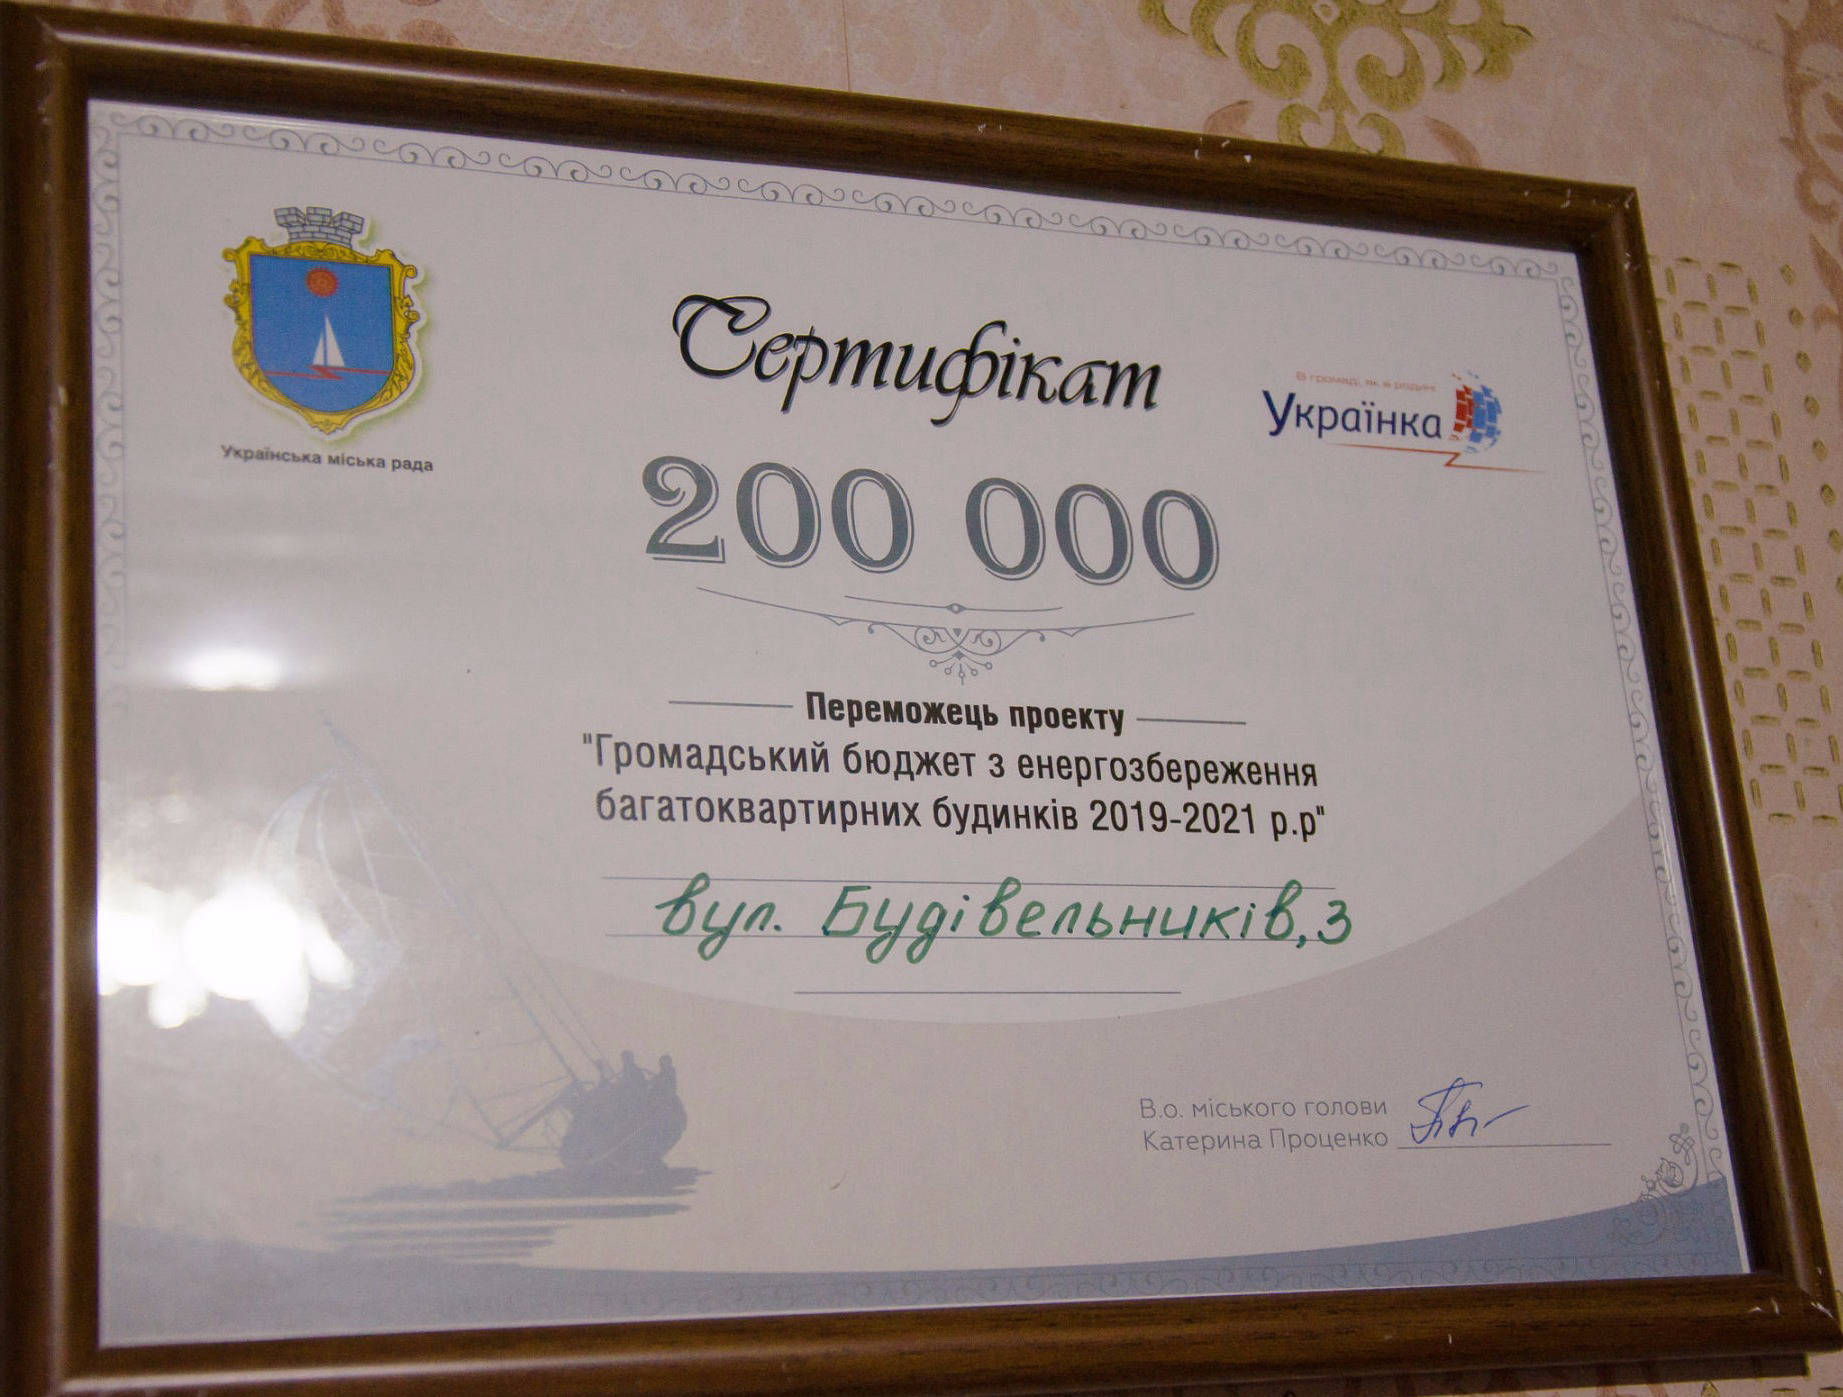 Сертифікат
В громаді, як в родині
Українка
Українська міська рада
200 000
Переможець проекту
"Громадський бюджет з енергозбереження
багатоквартирних будинків 2019-2021 р.р"
вул. Будівельників, 3
В.о. міського голови
Катерина Проценко